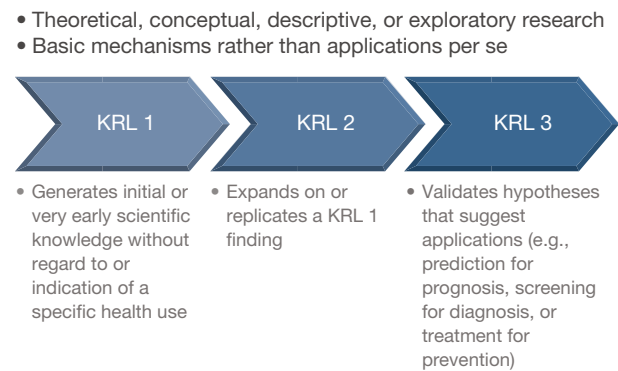 • Theoretical, conceptual, descriptive, or exploratory research
• Basic mechanisms rather than applications per se
KRL 1
KRL 2
KRL 3
• Generates initial or
very early scientific
knowledge without
regard to or
indication of a
specific health use
• Expands on or
replicates a KRL 1
finding
• Validates hypotheses
that suggest
applications (e.g.,
prediction for
prognosis, screening
for diagnosis, or
treatment for
prevention)